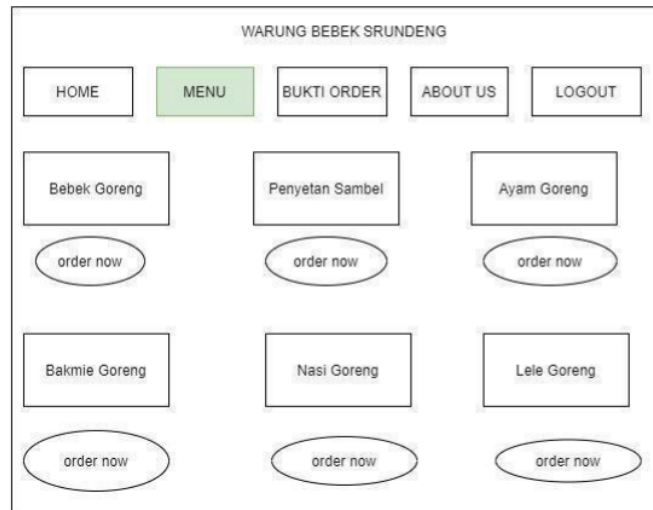 WARUNG BEBEK SRUNDENG
HOME MENU BUKTI ORDER ABOUT US LOGOUT
Bebek Goreng Penyetan Sambel Ayam Goreng
order now order now order now
Bakmie Goreng Nasi Goreng Lele Goreng
order now order now order now